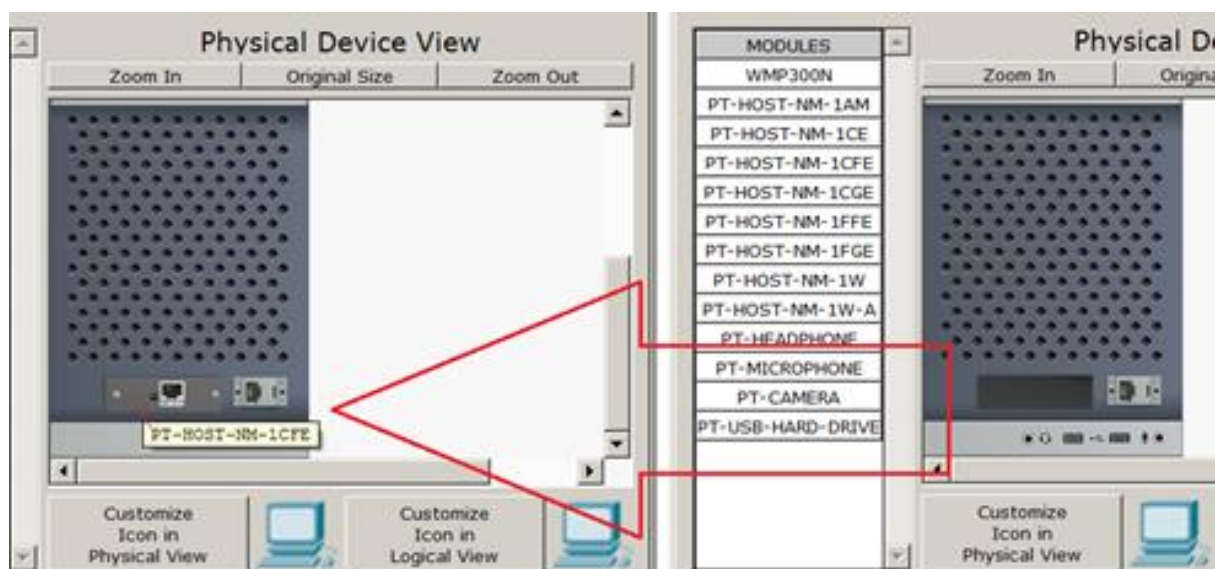 Physical Device View
Zoom In
Original Size
Zoom Out
PT-HOST-NM-1CFE
Customize
Icon in
Physical View
Customize
Icon in
Logical View
MODULES
WMP300N
PT-HOST-NM-1AM
PT-HOST-NM-1CE
PT-HOST-NM-1CFE
PT-HOST-NM-1CGE
PT-HOST-NM-1FFE
PT-HOST-NM-1FGE
PT-HOST-NM-1W
PT-HOST-NM-1W-A
PT-HEADPHONE
PT-MICROPHONE
PT-CAMERA
PT-USB-HARD-DRIVE
Physical D
Zoom In
Origina
Customize
Icon in
Physical View